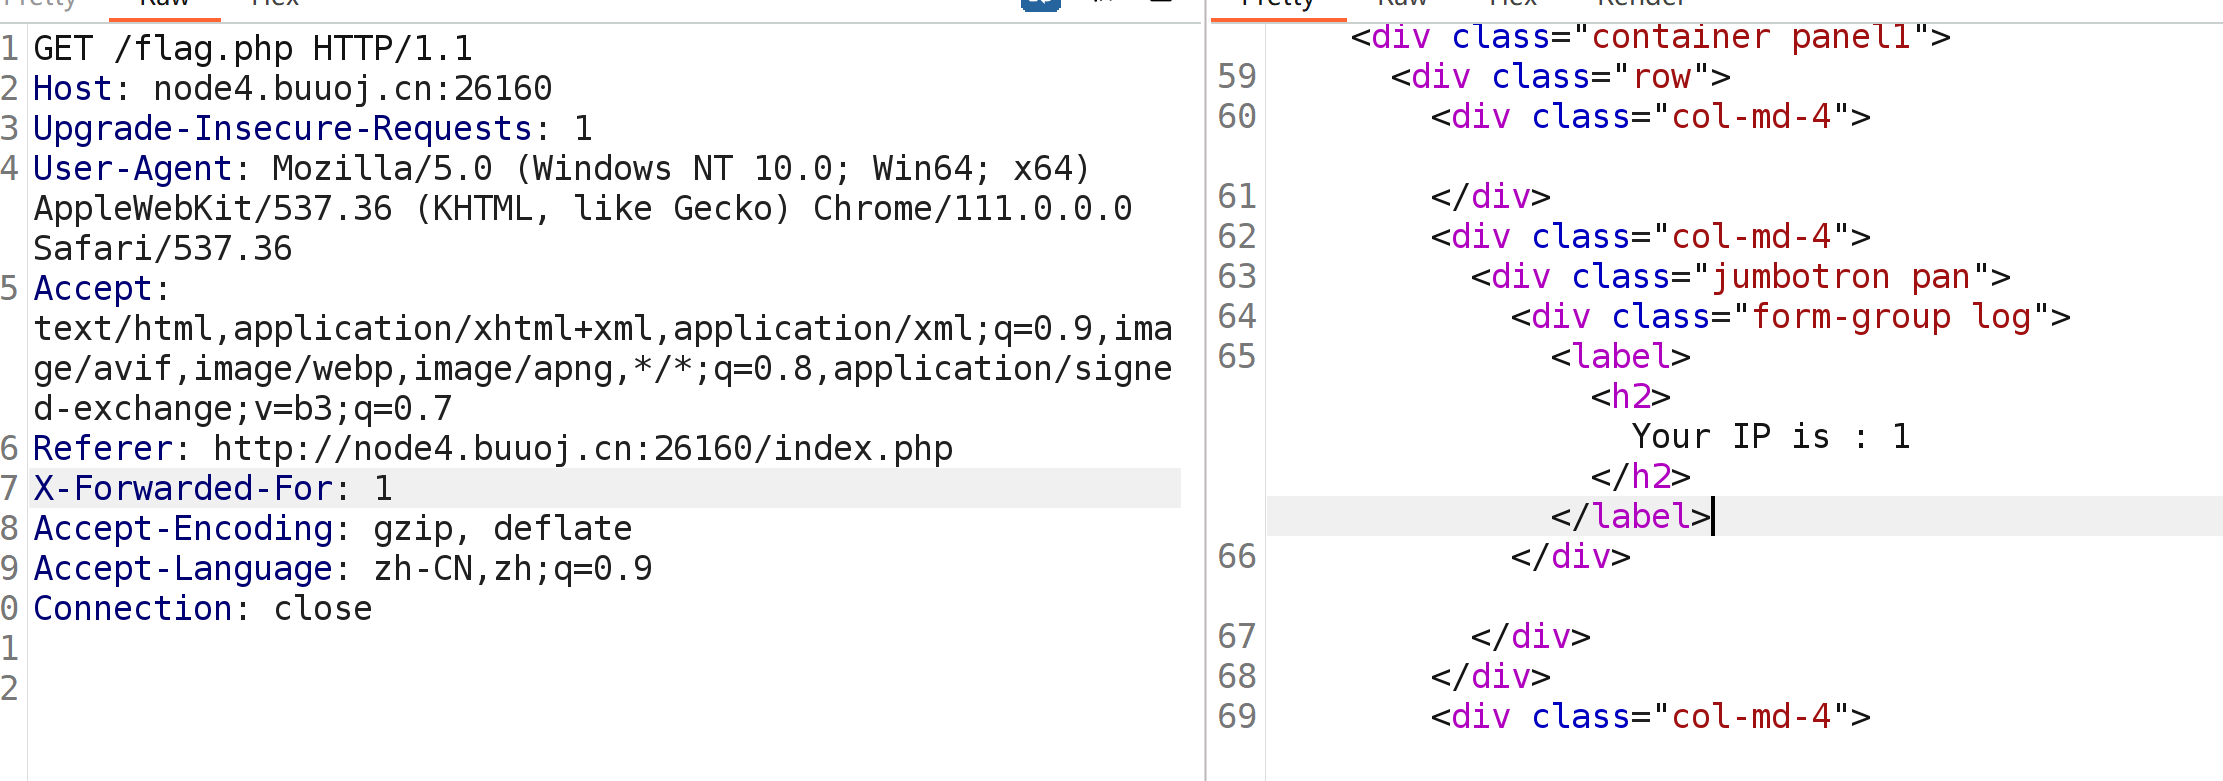 Pretty Raw Hex
1 GET /flag.php HTTP/1.1
2 Host: node4.buuoj.cn:26160
3 Upgrade-Insecure-Requests: 1
4 User-Agent: Mozilla/5.0 (Windows NT 10.0; Win64; x64)
AppleWebKit/537.36 (KHTML, like Gecko) Chrome/111.0.0.0
Safari/537.36
5 Accept:
text/html,application/xhtml+xml,application/xml;q=0.9,ima
ge/avif,image/webp,image/apng,*/*;q=0.8,application/signe
d-exchange;v=b3;q=0.7
6 Referer: http://node4.buuoj.cn:26160/index.php
7 X-Forwarded-For: 1
8 Accept-Encoding: gzip, deflate
9 Accept-Language: zh-CN,zh;q=0.9
0 Connection: close
1
2
Pretty Raw Hex Render
<div class="container panel1">
59 <div class="row">
60 <div class="col-md-4">
61 </div>
62 <div class="col-md-4">
63 <div class="jumbotron pan">
64 <div class="form-group log">
65 <label>
<h2>
Your IP is : 1
</h2>
</label>
66 </div>
67 </div>
68 </div>
69 <div class="col-md-4">